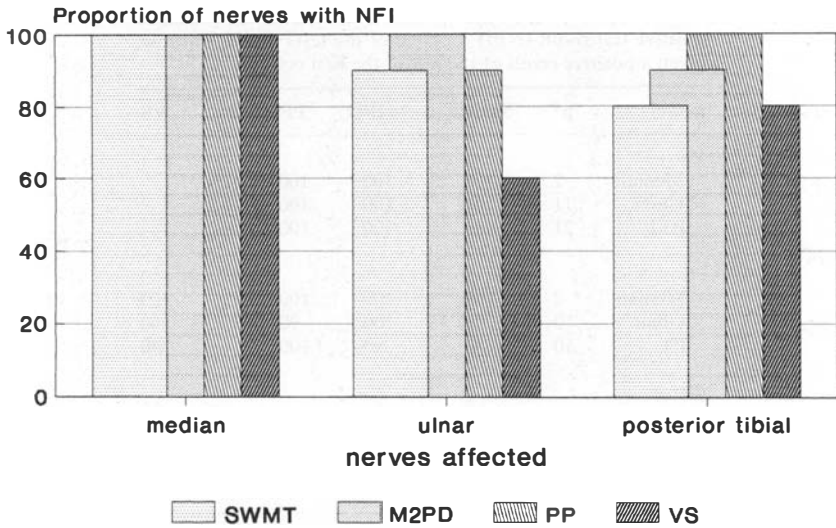 Proportion of nerves with NFI
100
80
60
40
20
0
median ulnar posterior tibial
nerves affected
SWMT M2PD PP VS